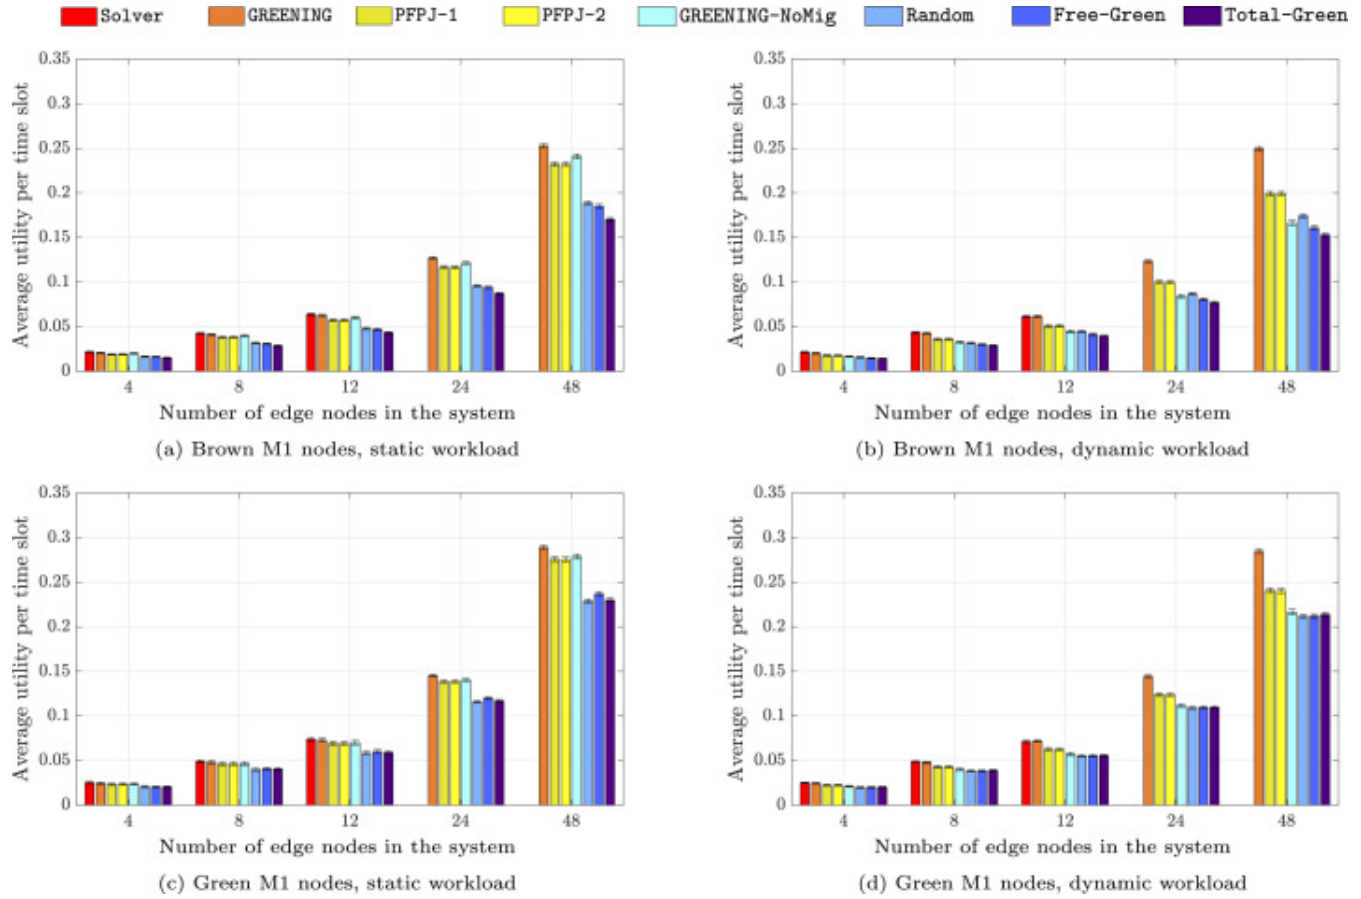 Solver GREENING PFPJ-1 PFPJ-2 GREENING-NoMig Random Free-Green Total-Green
Average utility per time slot
0.35
0.3
0.25
0.2
0.15
0.1
0.05
0
4 8 12 24 48
Number of edge nodes in the system
(a) Brown M1 nodes, static workload
Average utility per time slot
0.35
0.3
0.25
0.2
0.15
0.1
0.05
0
4 8 12 24 48
Number of edge nodes in the system
(b) Brown M1 nodes, dynamic workload
Average utility per time slot
0.35
0.3
0.25
0.2
0.15
0.1
0.05
0
4 8 12 24 48
Number of edge nodes in the system
(c) Green M1 nodes, static workload
Average utility per time slot
0.35
0.3
0.25
0.2
0.15
0.1
0.05
0
4 8 12 24 48
Number of edge nodes in the system
(d) Green M1 nodes, dynamic workload